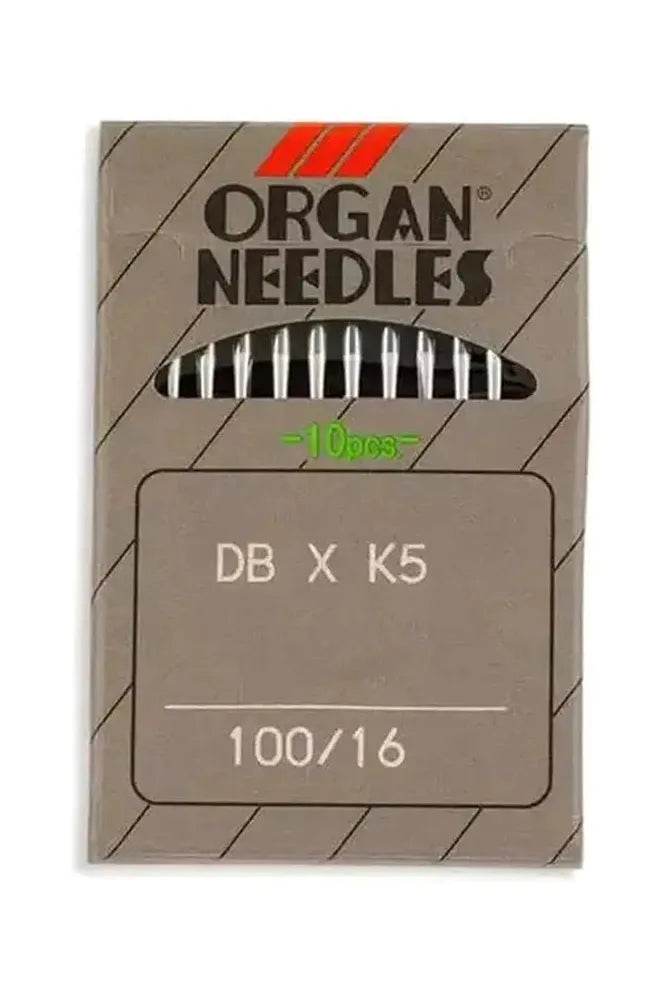 ORGAN®
NEEDLES
-10pcs.-
DB X K5
100/16